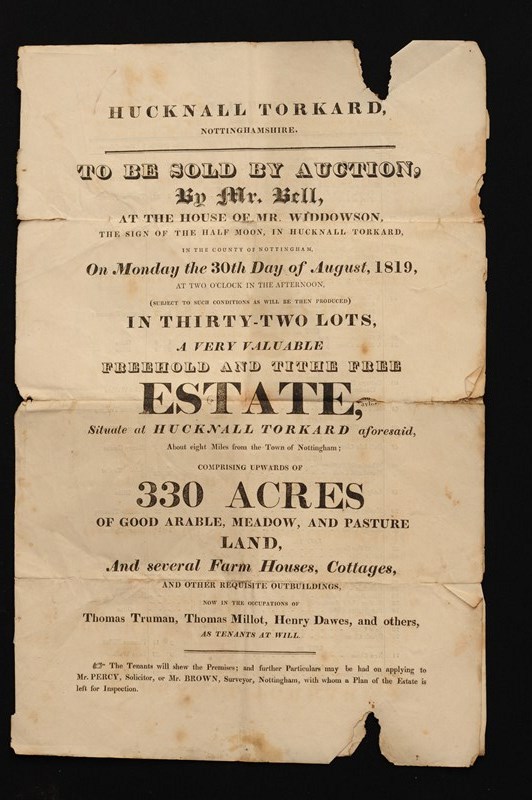 HUCKNALL TORKARD,
NOTTINGHAMSHIRE.
TO BE SOLD BY AUCTION,
By Mr. Bell,
AT THE HOUSE OF MR. WIDDOWSON,
THE SIGN OF THE HALF MOON, IN HUCKNALL TORKARD,
IN THE COUNTY OF NOTTINGHAM,
On Monday the 30th Day of August, 1819,
AT TWO O'CLOCK IN THE AFTERNOON,
(SUBJECT TO SUCH CONDITIONS AS WILL BE THEN PRODUCED)
IN THIRTY-TWO LOTS,
A VERY VALUABLE
FREEHOLD AND TITHE FREE
ESTATE,
Situate at HUCKNALL TORKARD aforesaid,
About eight Miles from the Town of Nottingham;
COMPRISING UPWARDS OF
330 ACRES
OF GOOD ARABLE, MEADOW, AND PASTURE
LAND,
And several Farm Houses, Cottages,
AND OTHER REQUISITE OUTBUILDINGS,
NOW IN THE OCCUPATIONS OF
Thomas Truman, Thomas Millot, Henry Dawes, and others,
AS TENANTS AT WILL.
☞ The Tenants will shew the Premises; and further Particulars may be had on applying to
Mr. PERCY, Solicitor, or Mr. BROWN, Surveyor, Nottingham, with whom a Plan of the Estate is
left for Inspection.